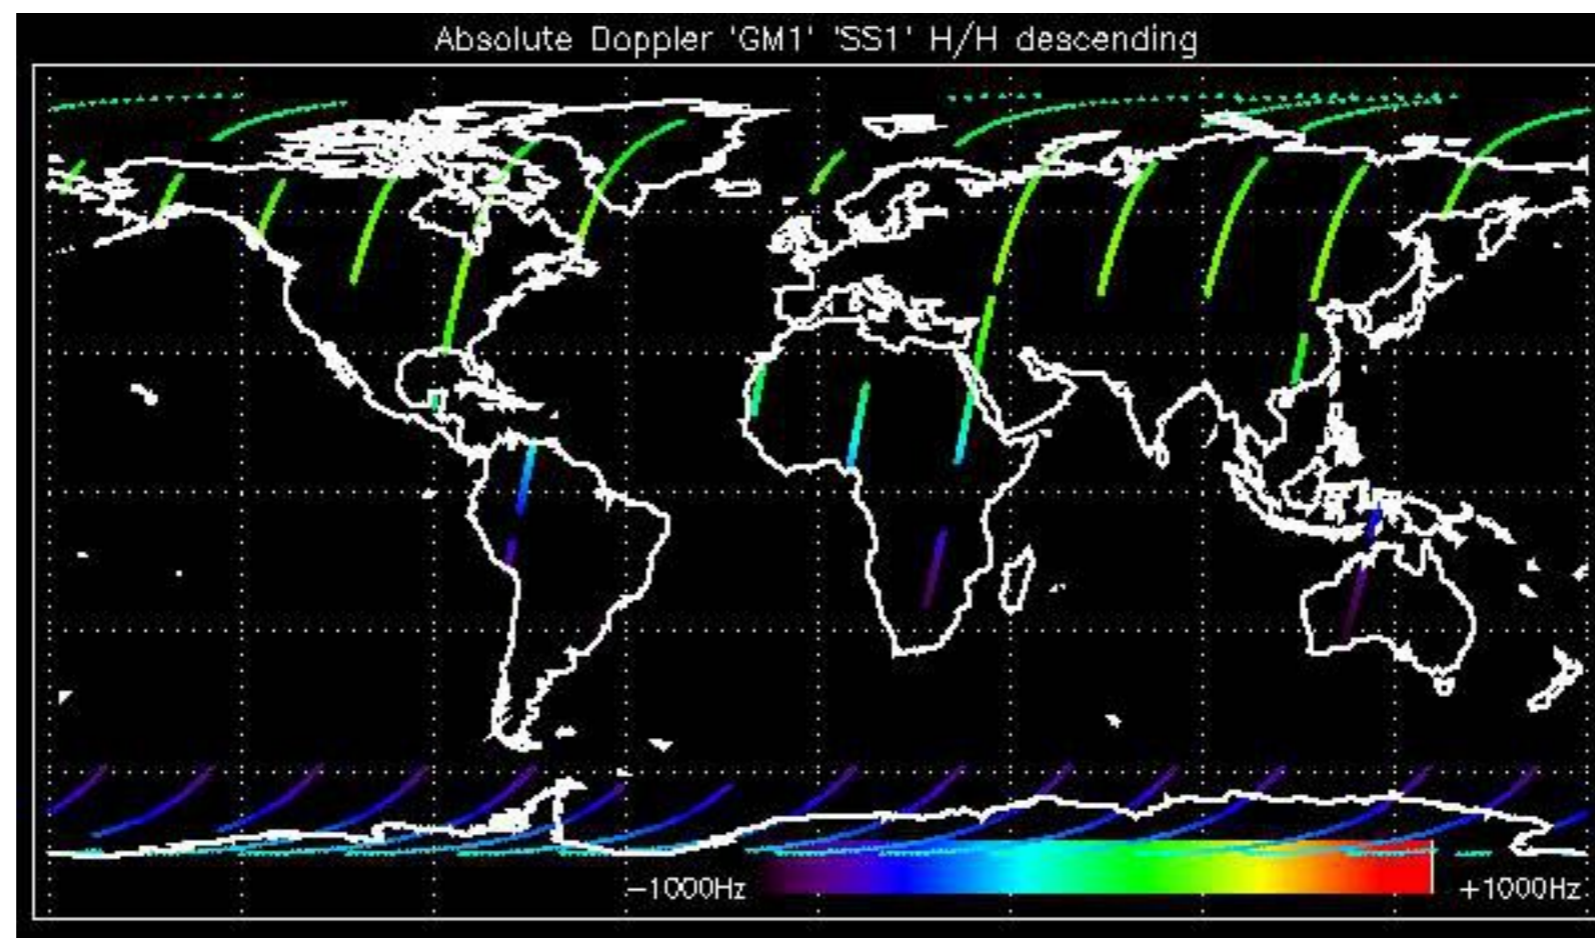 Absolute Doppler 'GM1' 'SS1' H/H descending
−1000Hz
+1000Hz